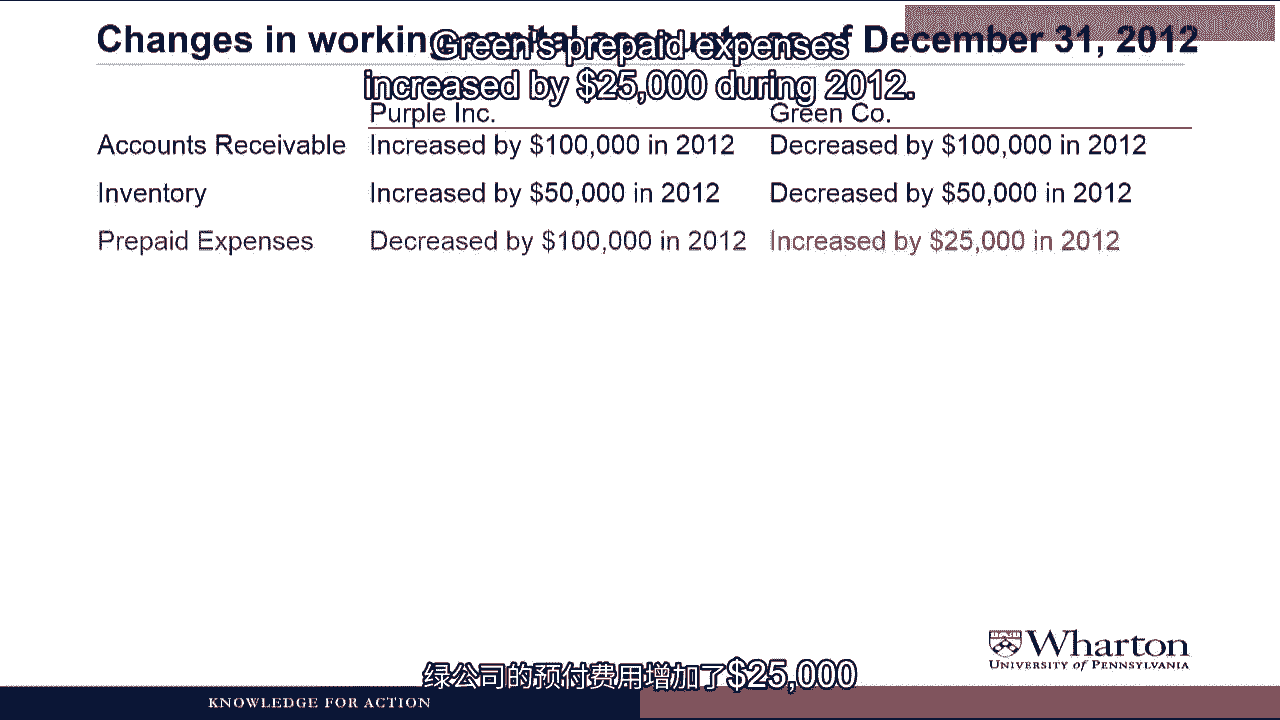 Changes in working capital accounts as of December 31, 2012
Green's prepaid expenses
increased by $25,000 during 2012.
Purple Inc. Green Co.
Accounts Receivable Increased by $100,000 in 2012 Decreased by $100,000 in 2012
Inventory Increased by $50,000 in 2012 Decreased by $50,000 in 2012
Prepaid Expenses Decreased by $100,000 in 2012 Increased by $25,000 in 2012
Wharton
UNIVERSITY of PENNSYLVANIA
绿公司的预付费用增加了$25,000
KNOWLEDGE FOR ACTION